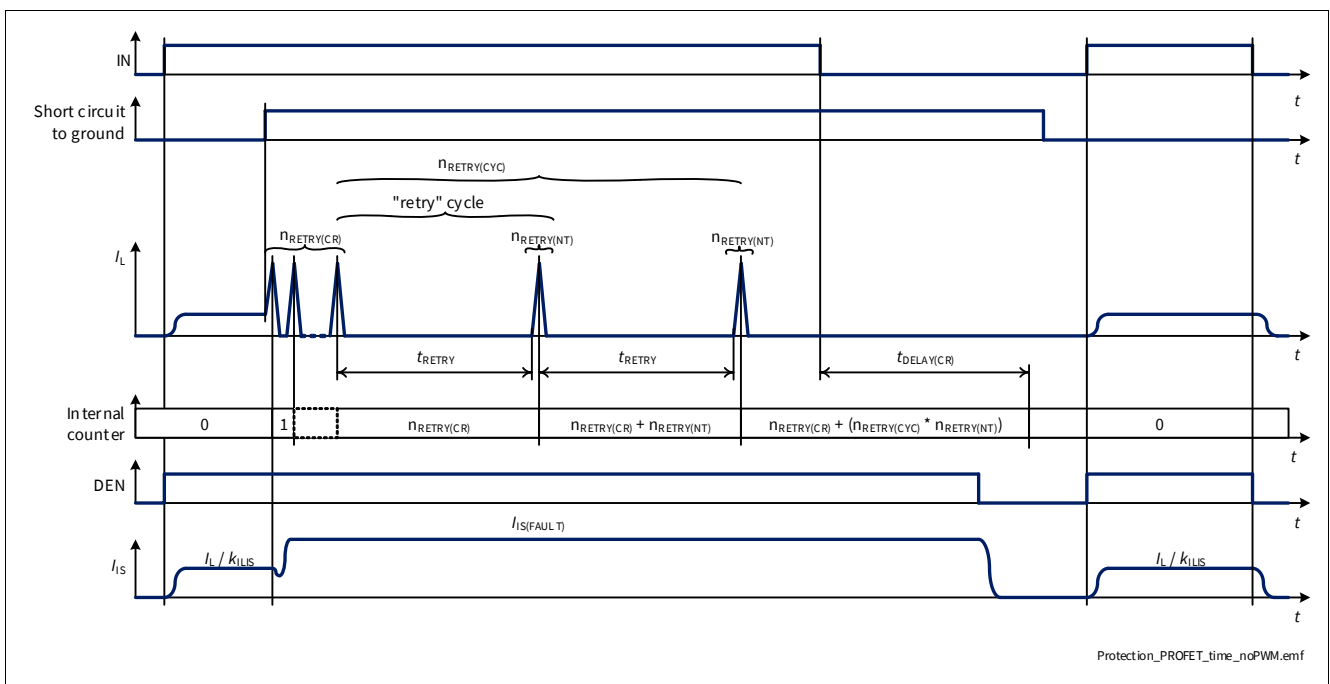 IN
t
Short circuit
to ground
t
nRETRY(CYC)
"retry" cycle
nRETRY(CR)
nRETRY(NT)
nRETRY(NT)
IL
t
tRETRY
tRETRY
tDELAY(CR)
Internal
counter
0
1
nRETRY(CR)
nRETRY(CR) + nRETRY(NT)
nRETRY(CR) + (nRETRY(CYC) * nRETRY(NT))
0
t
DEN
t
IIS(FAULT)
IIS
IL / kILIS
IL / kILIS
t
Protection_PROFET_time_noPWM.emf